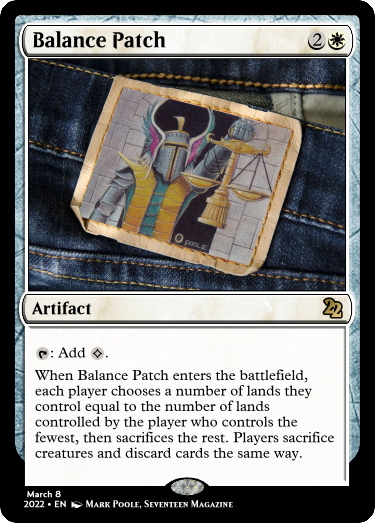 Balance Patch 2
POOLE
Artifact
: Add .
When Balance Patch enters the battlefield,
each player chooses a number of lands they
control equal to the number of lands
controlled by the player who controls the
fewest, then sacrifices the rest. Players sacrifice
creatures and discard cards the same way.
March 8
2022 • EN Mark Poole, Seventeen Magazine